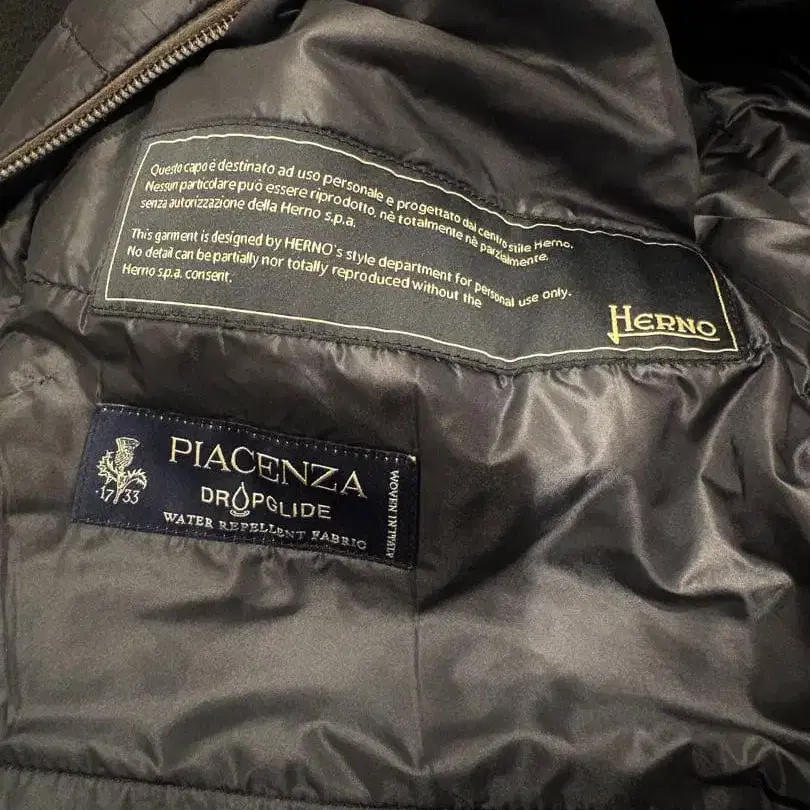 Questo capo è destinato ad uso personale e progettato dal centro stile Herno.
Nessun particolare può essere riprodotto, nè totalmente nè parzialmente,
senza autorizzazione della Herno s.p.a.
This garment is designed by HERNO's style department for personal use only.
No detail can be partially nor totally reproduced without the
Herno s.p.a. consent.
HERNO
PIACENZA
1733
DROPGLIDE
WATER REPELLENT FABRIC
WOVEN IN ITALY